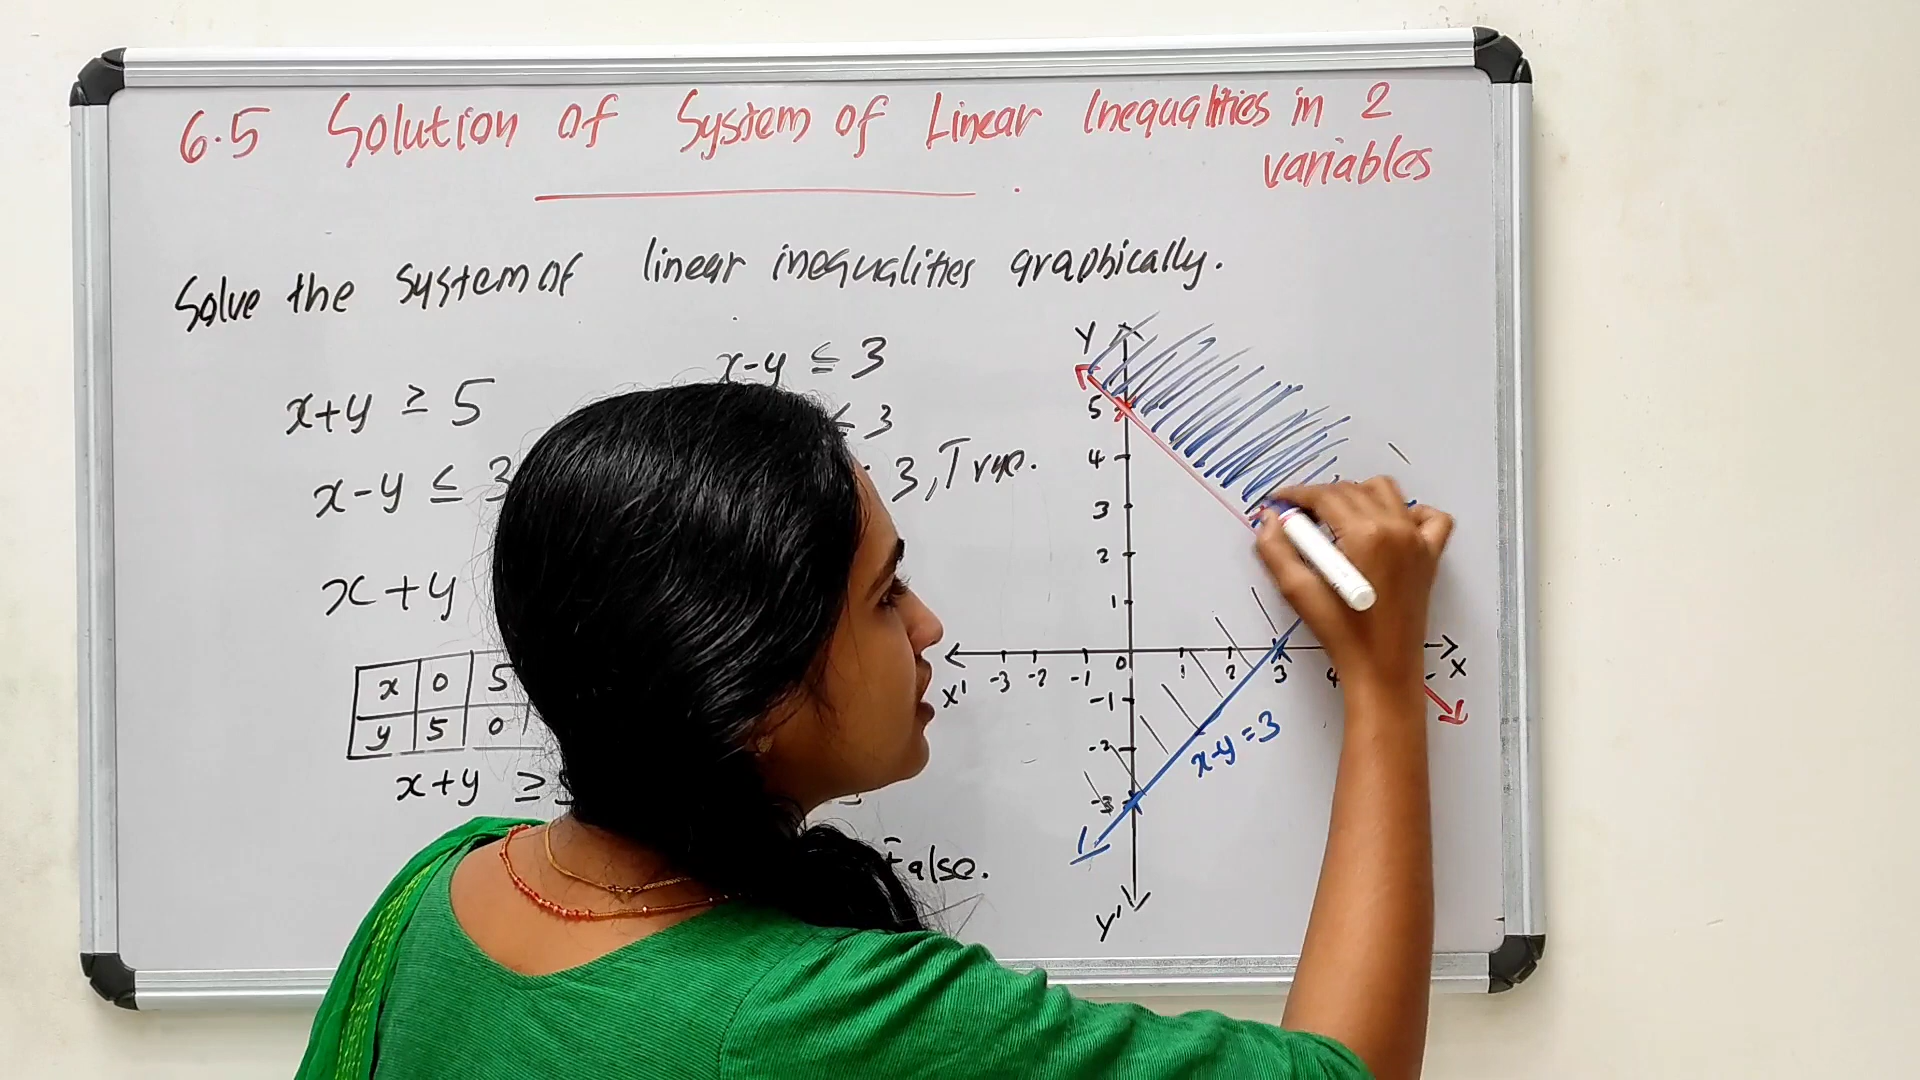 6.5 Solution of System of Linear Inequalities in 2
variables
Solve the system of linear inequalities graphically.
x+y ≥ 5
x-y ≤ 3
x+y
x 0 5
y 5 0
x+y ≥
x-y ≤ 3
≤ 3
3, True.
False.
Y
5
4
3
2
1
X' -3 -2 -1 0 1 2 3 4 X
-1
-2
-3
x-y=3
Y'